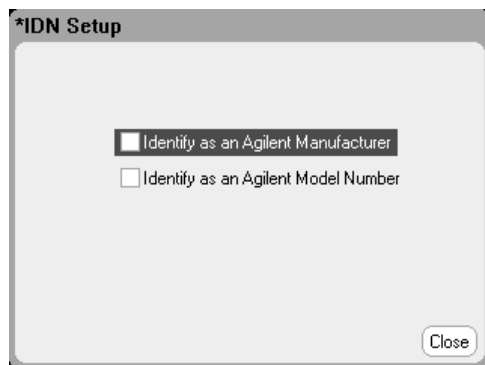 *IDN Setup
Identify as an Agilent Manufacturer
Identify as an Agilent Model Number
Close